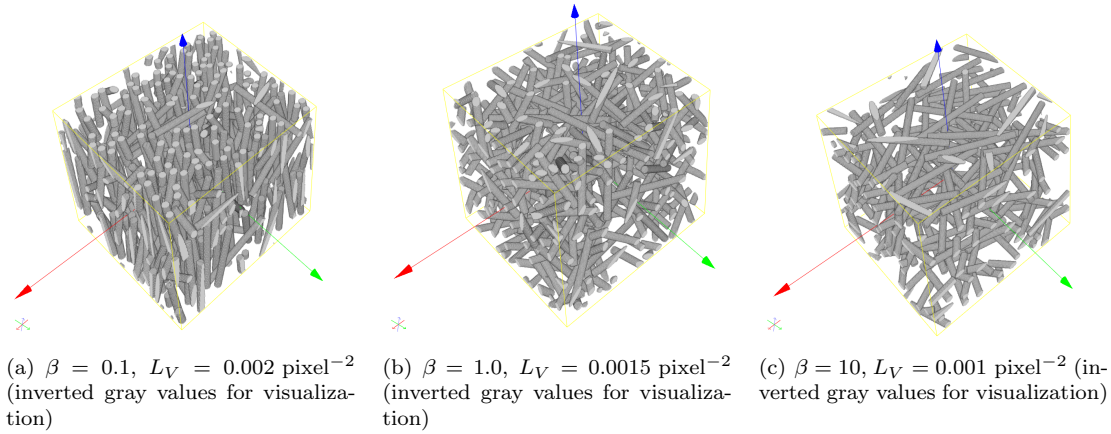 (a) β = 0.1, L_V = 0.002 pixel⁻²
(inverted gray values for visualiza-
tion)
(b) β = 1.0, L_V = 0.0015 pixel⁻²
(inverted gray values for visualiza-
tion)
(c) β = 10, L_V = 0.001 pixel⁻² (in-
verted gray values for visualization)